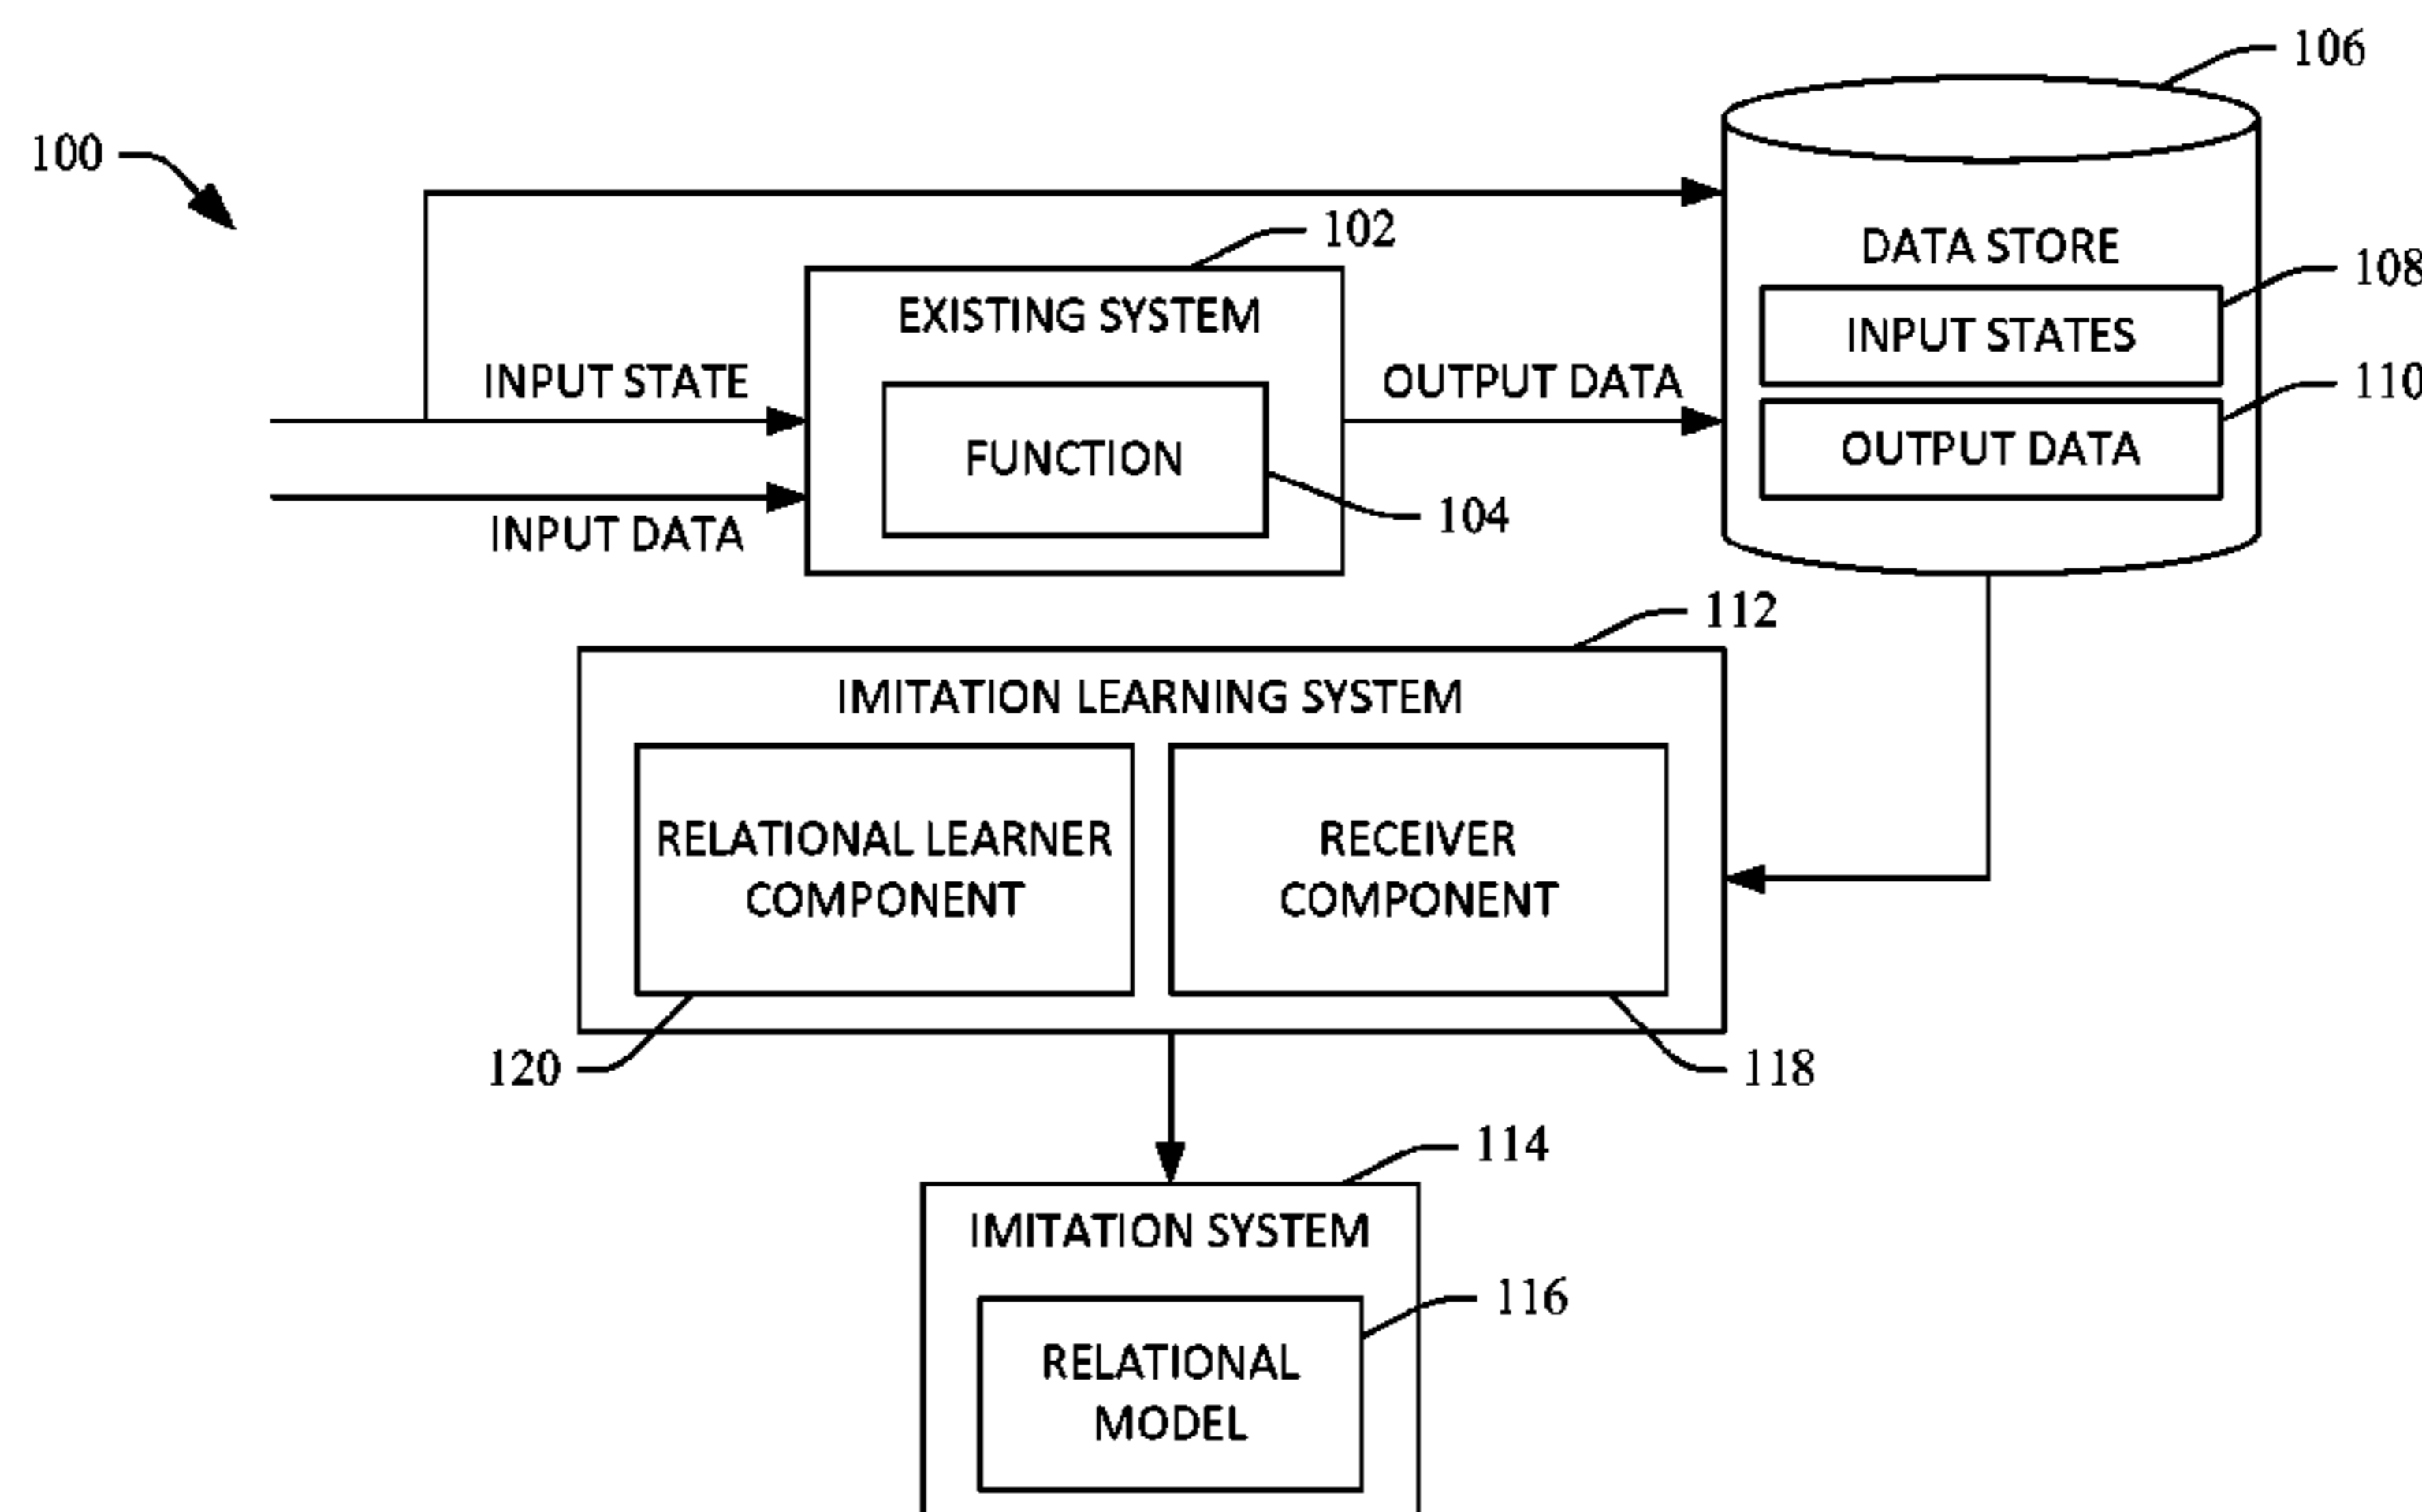 106
100
102
DATA STORE
108
EXISTING SYSTEM
INPUT STATES
INPUT STATE
OUTPUT DATA
110
FUNCTION
OUTPUT DATA
104
INPUT DATA
112
IMITATION LEARNING SYSTEM
RELATIONAL LEARNER
COMPONENT
RECEIVER
COMPONENT
120
118
114
IMITATION SYSTEM
116
RELATIONAL
MODEL